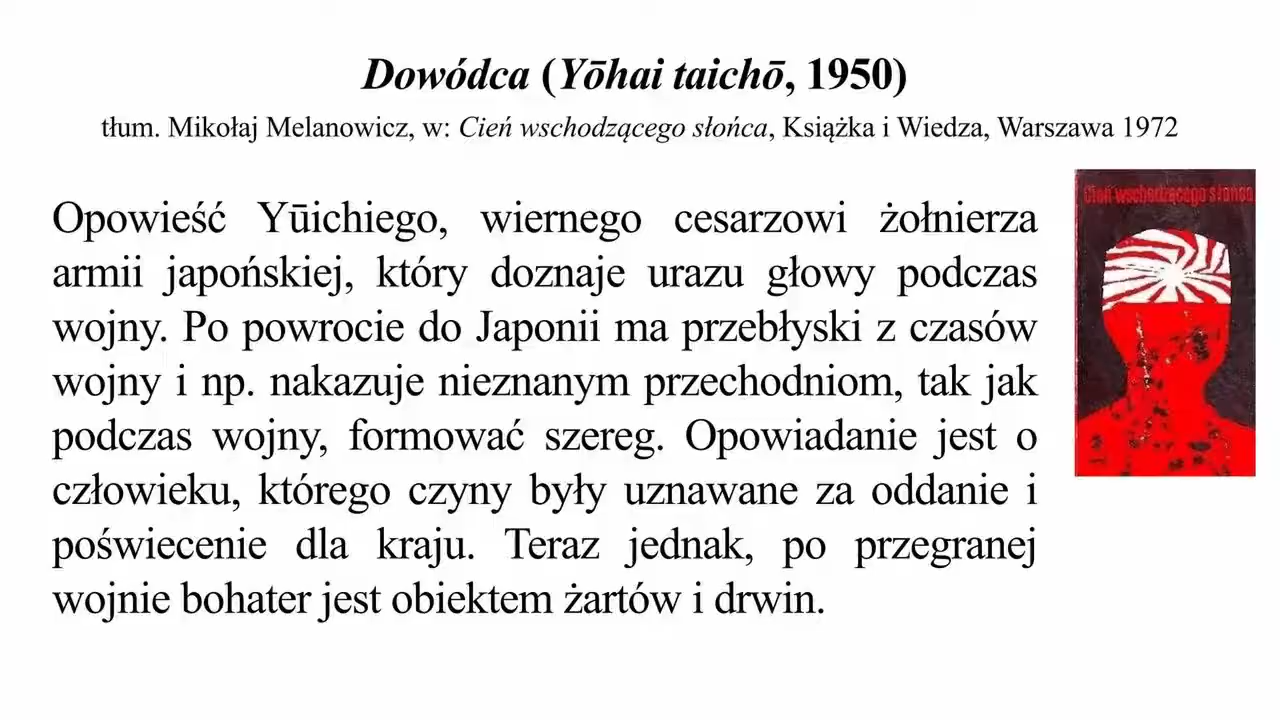 Dowódca (Yōhai taichō, 1950)
tłum. Mikołaj Melanowicz, w: Cień wschodzącego słońca, Książka i Wiedza, Warszawa 1972
Cień wschodzącego słońca
Opowieść Yūichiego, wiernego cesarzowi żołnierza
armii japońskiej, który doznaje urazu głowy podczas
wojny. Po powrocie do Japonii ma przebłyski z czasów
wojny i np. nakazuje nieznanym przechodniom, tak jak
podczas wojny, formować szereg. Opowiadanie jest o
człowieku, którego czyny były uznawane za oddanie i
poświecenie dla kraju. Teraz jednak, po przegranej
wojnie bohater jest obiektem żartów i drwin.